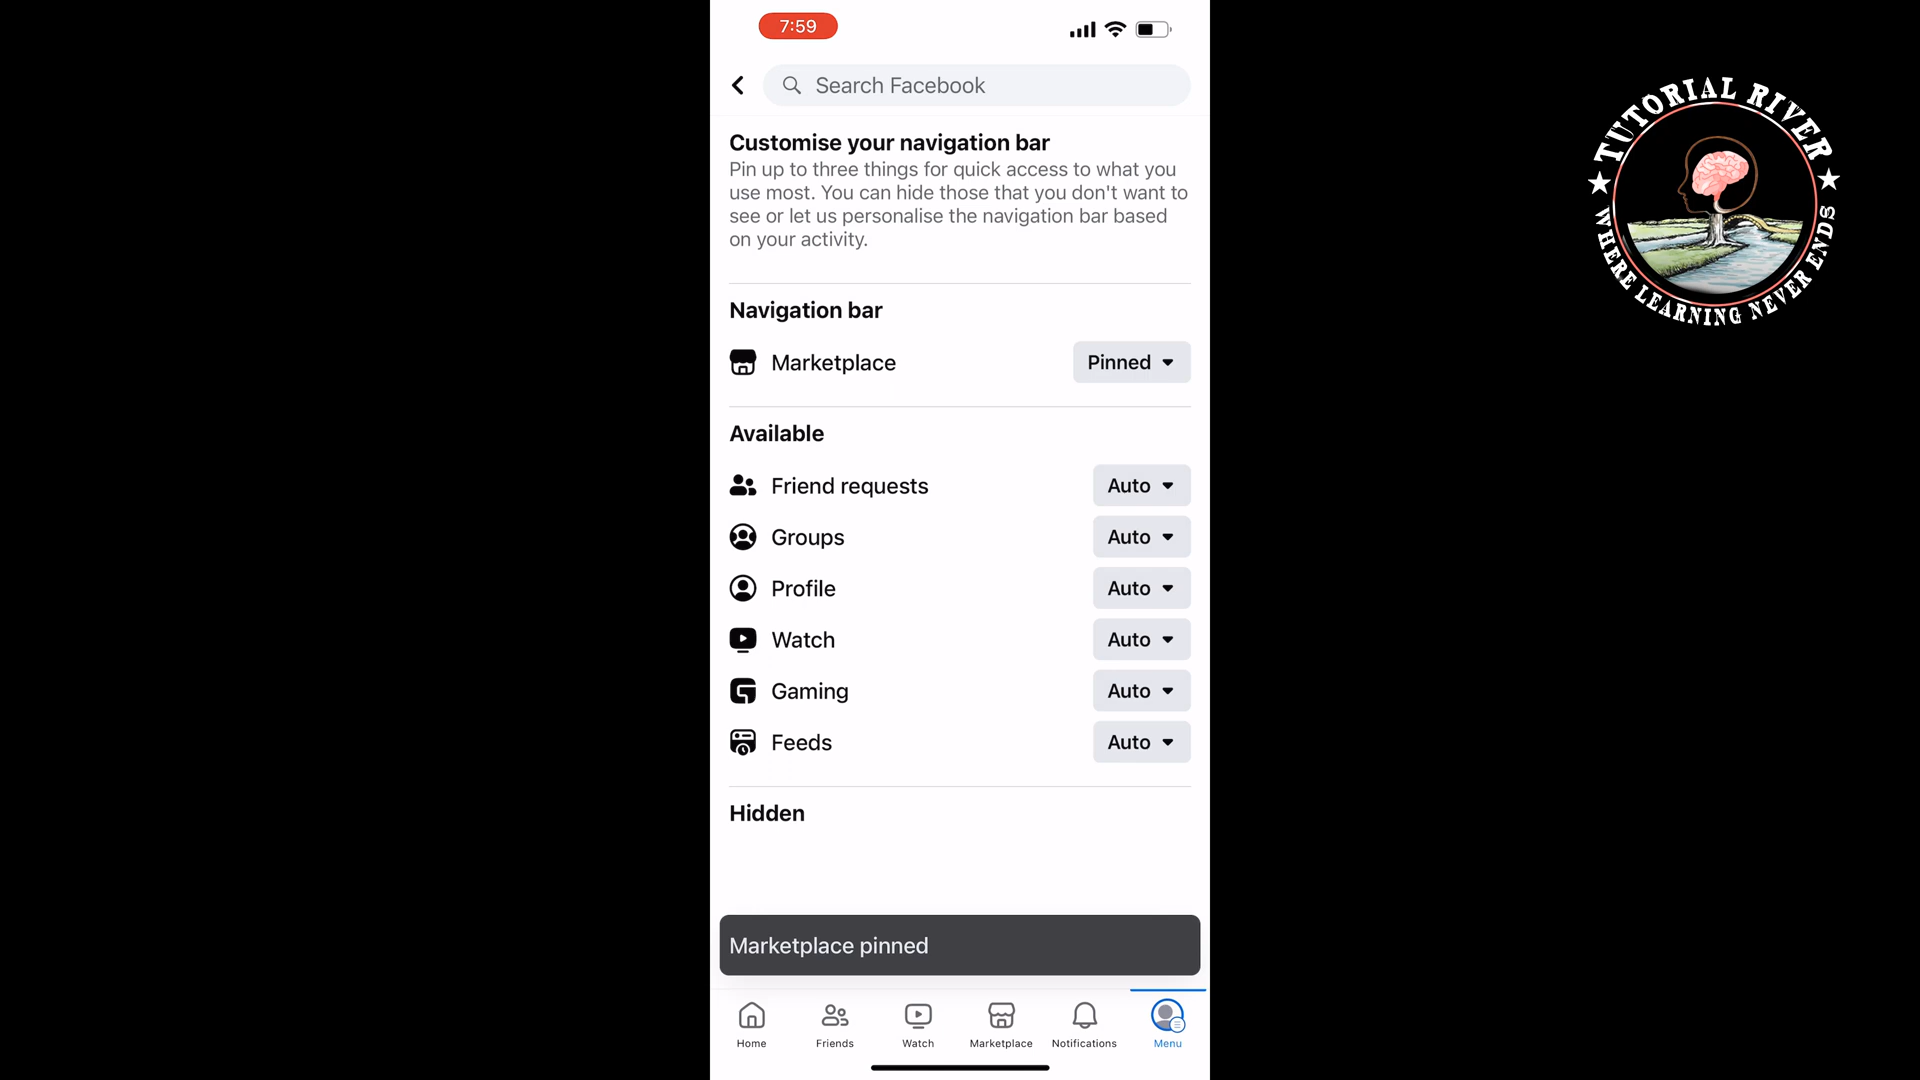 7:59
Search Facebook
Customise your navigation bar
Pin up to three things for quick access to what you
use most. You can hide those that you don't want to
see or let us personalise the navigation bar based
on your activity.
Navigation bar
Marketplace
Pinned
Available
Friend requests
Auto
Groups
Auto
Profile
Auto
Watch
Auto
Gaming
Auto
Feeds
Auto
Hidden
Marketplace pinned
Home
Friends
Watch
Marketplace
Notifications
Menu
TUTORIAL RIVER
WHERE LEARNING NEVER ENDS